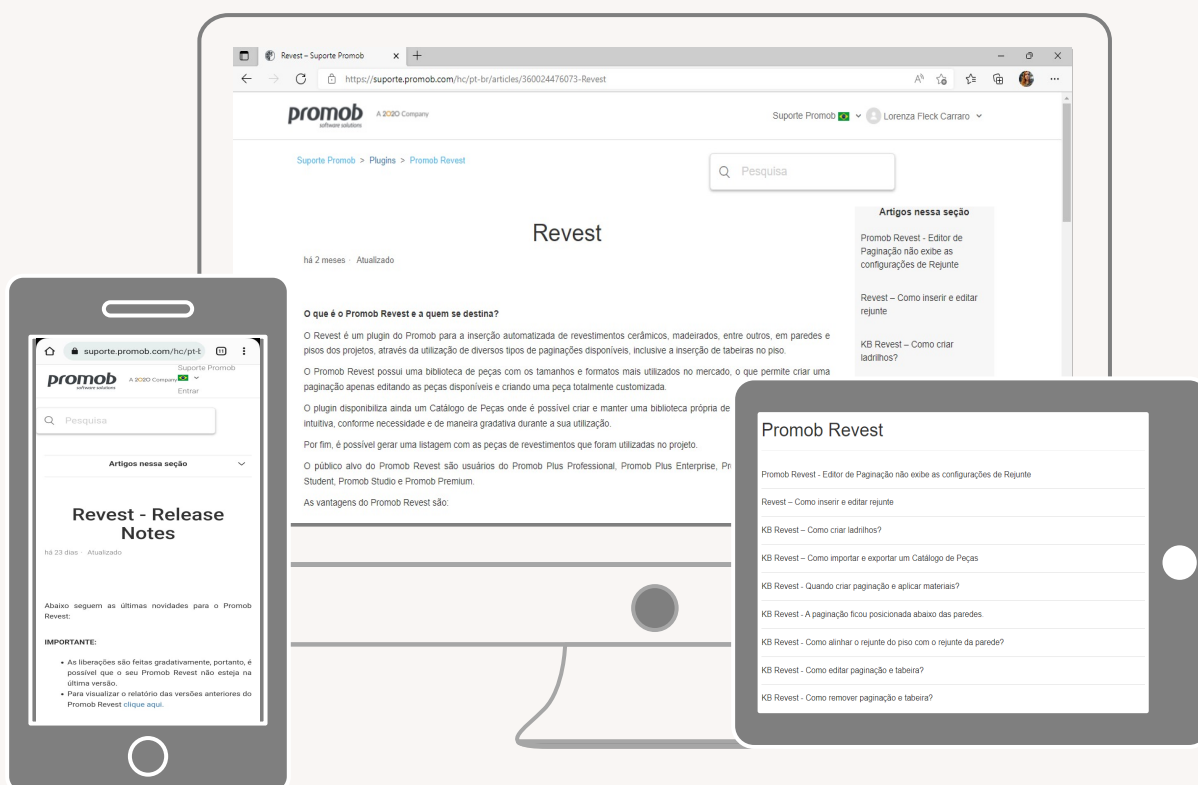 Revest – Suporte Promob
https://suporte.promob.com/hc/pt-br/articles/360024476073-Revest
promob
software solutions
A 2020 Company
Suporte Promob
Lorenza Fleck Carraro
Suporte Promob > Plugins > Promob Revest
Pesquisa
Revest
há 2 meses · Atualizado
O que é o Promob Revest e a quem se destina?
O Revest é um plugin do Promob para a inserção automatizada de revestimentos cerâmicos, madeirados, entre outros, em paredes e
pisos dos projetos, através da utilização de diversos tipos de paginações disponíveis, inclusive a inserção de tabeiras no piso.
O Promob Revest possui uma biblioteca de peças com os tamanhos e formatos mais utilizados no mercado, o que permite criar uma
paginação apenas editando as peças disponíveis e criando uma peça totalmente customizada.
O plugin disponibiliza ainda um Catálogo de Peças onde é possível criar e manter uma biblioteca própria de
intuitiva, conforme necessidade e de maneira gradativa durante a sua utilização.
Por fim, é possível gerar uma listagem com as peças de revestimentos que foram utilizadas no projeto.
O público alvo do Promob Revest são usuários do Promob Plus Professional, Promob Plus Enterprise, Pr
Student, Promob Studio e Promob Premium.
As vantagens do Promob Revest são:
Artigos nessa seção
Promob Revest - Editor de
Paginação não exibe as
configurações de Rejunte
Revest – Como inserir e editar
rejunte
KB Revest – Como criar
ladrilhos?
suporte.promob.com/hc/pt-b
11
promob
software solutions
A 2020 Company
Suporte Promob
Entrar
Pesquisa
Artigos nessa seção
Revest - Release
Notes
há 23 dias · Atualizado
Abaixo seguem as últimas novidades para o Promob
Revest:
IMPORTANTE:
• As liberações são feitas gradativamente, portanto, é
possível que o seu Promob Revest não esteja na
última versão.
• Para visualizar o relatório das versões anteriores do
Promob Revest clique aqui.
Promob Revest
Promob Revest - Editor de Paginação não exibe as configurações de Rejunte
Revest – Como inserir e editar rejunte
KB Revest – Como criar ladrilhos?
KB Revest – Como importar e exportar um Catálogo de Peças
KB Revest - Quando criar paginação e aplicar materiais?
KB Revest - A paginação ficou posicionada abaixo das paredes.
KB Revest - Como alinhar o rejunte do piso com o rejunte da parede?
KB Revest - Como editar paginação e tabeira?
KB Revest - Como remover paginação e tabeira?